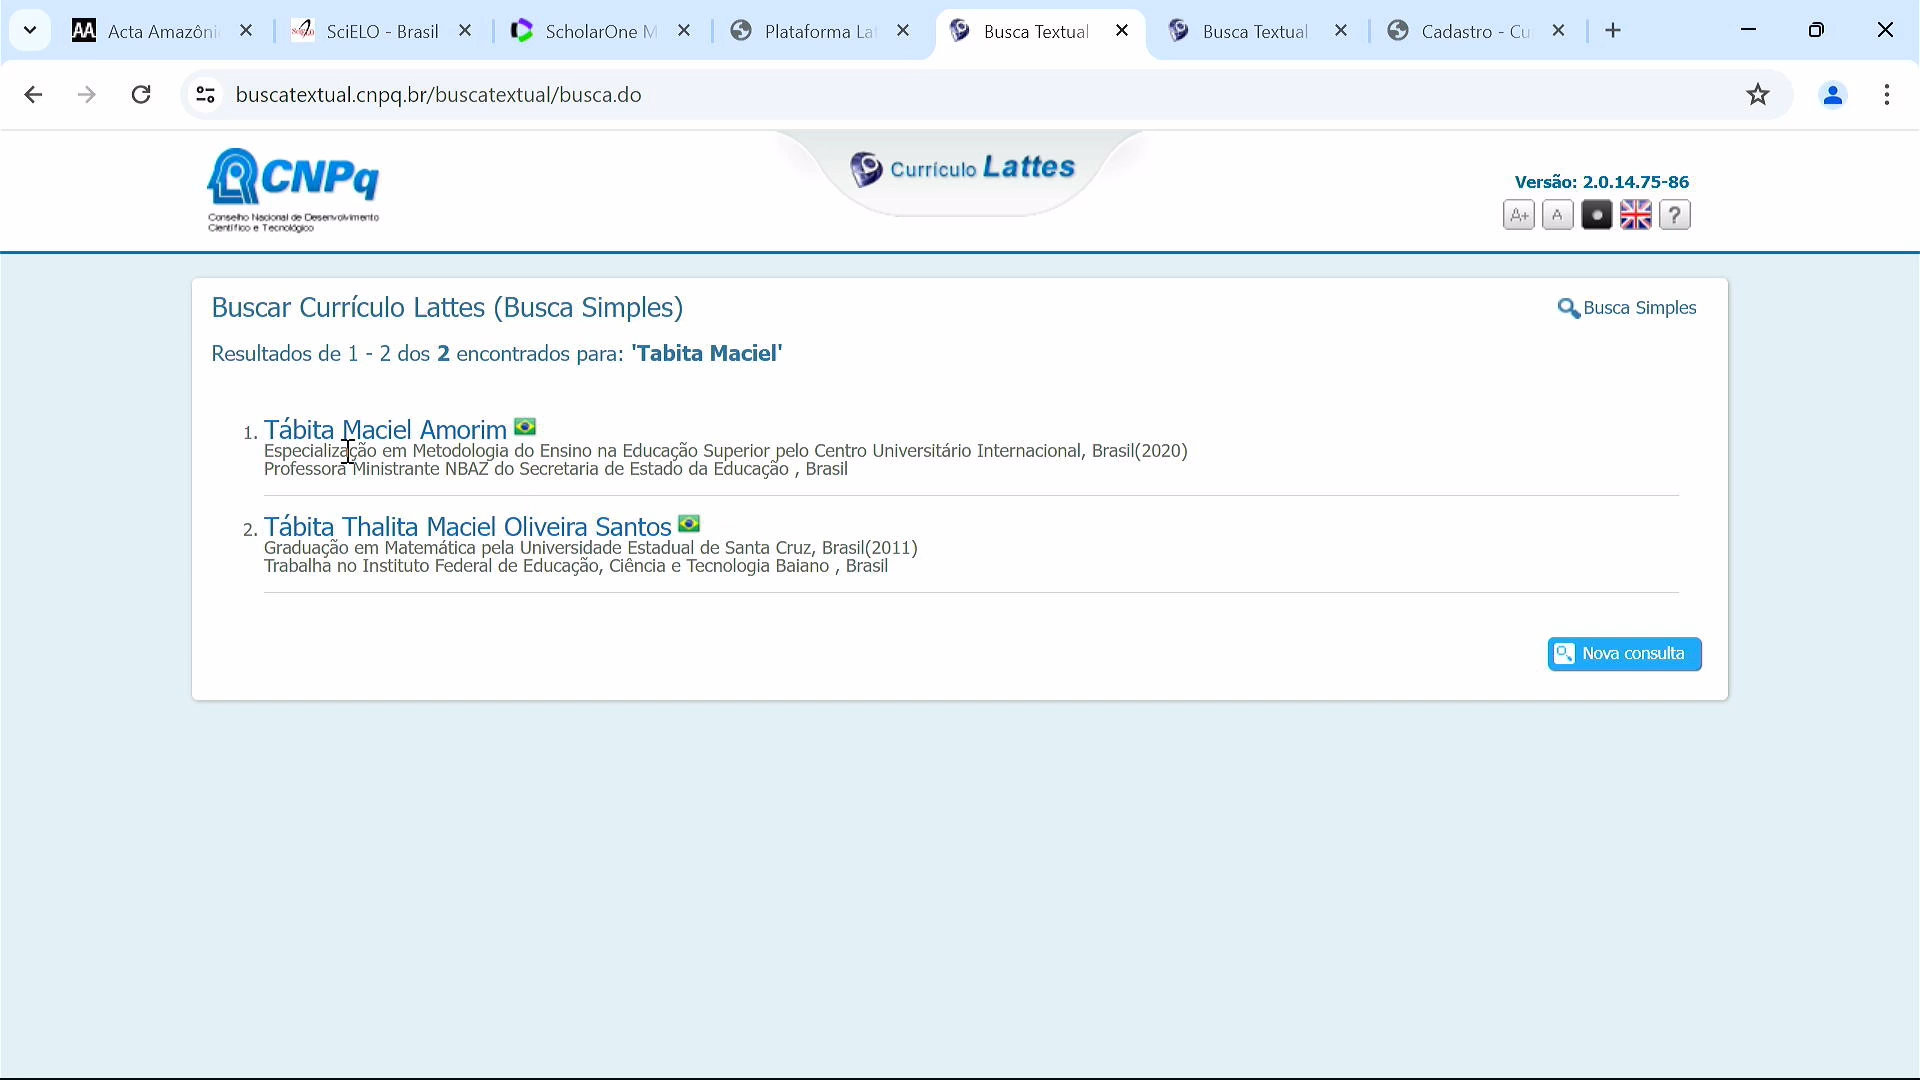 Acta Amazôni
SciELO - Brasil
ScholarOne M
Plataforma Lat
Busca Textual
Busca Textual
Cadastro - Cu
buscatextual.cnpq.br/buscatextual/busca.do
CNPq
Conselho Nacional de Desenvolvimento
Científico e Tecnológico
Currículo Lattes
Versão: 2.0.14.75-86
A+ A ?
Buscar Currículo Lattes (Busca Simples)
Busca Simples
Resultados de 1 - 2 dos 2 encontrados para: 'Tabita Maciel'
1. Tábita Maciel Amorim
Especialização em Metodologia do Ensino na Educação Superior pelo Centro Universitário Internacional, Brasil(2020)
Professora Ministrante NBAZ do Secretaria de Estado da Educação , Brasil
2. Tábita Thalita Maciel Oliveira Santos
Graduação em Matemática pela Universidade Estadual de Santa Cruz, Brasil(2011)
Trabalha no Instituto Federal de Educação, Ciência e Tecnologia Baiano , Brasil
Nova consulta